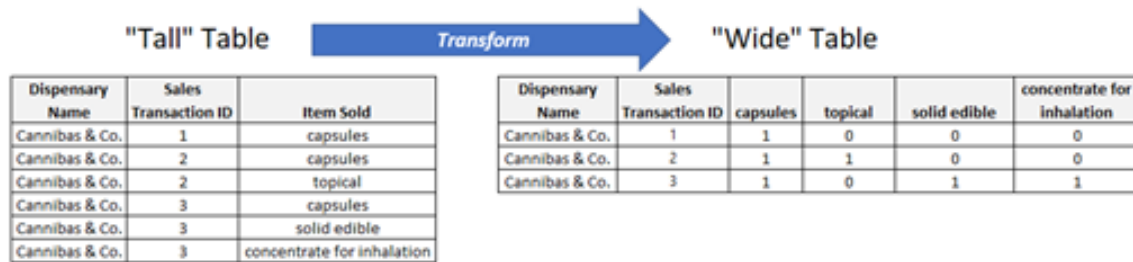 "Tall" Table
Transform
"Wide" Table
Dispensary Name Sales Transaction ID Item Sold
Cannibas & Co. 1 capsules
Cannibas & Co. 2 capsules
Cannibas & Co. 2 topical
Cannibas & Co. 3 capsules
Cannibas & Co. 3 solid edible
Cannibas & Co. 3 concentrate for inhalation
Dispensary Name Sales Transaction ID capsules topical solid edible concentrate for inhalation
Cannibas & Co. 1 1 0 0 0
Cannibas & Co. 2 1 1 0 0
Cannibas & Co. 3 1 0 1 1